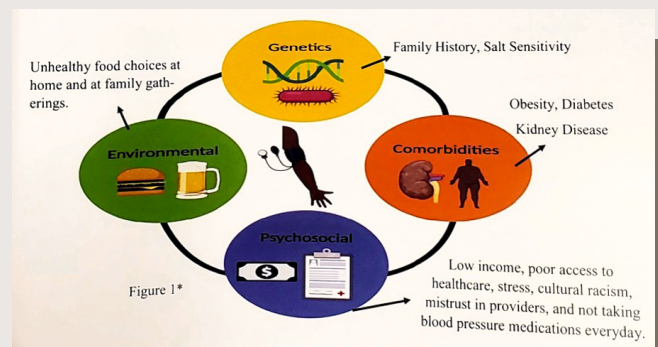 Genetics
Family History, Salt Sensitivity
Unhealthy food choices at
home and at family gath-
erings.
Obesity, Diabetes
Kidney Disease
Environmental
Comorbidities
Psychosocial
$
Low income, poor access to
healthcare, stress, cultural racism,
mistrust in providers, and not taking
blood pressure medications everyday.
Figure 1*